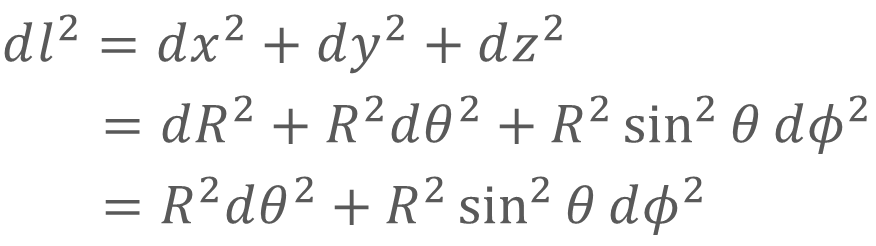 dl² = dx² + dy² + dz²
= dR² + R²dθ² + R² sin² θ dϕ²
= R²dθ² + R² sin² θ dϕ²